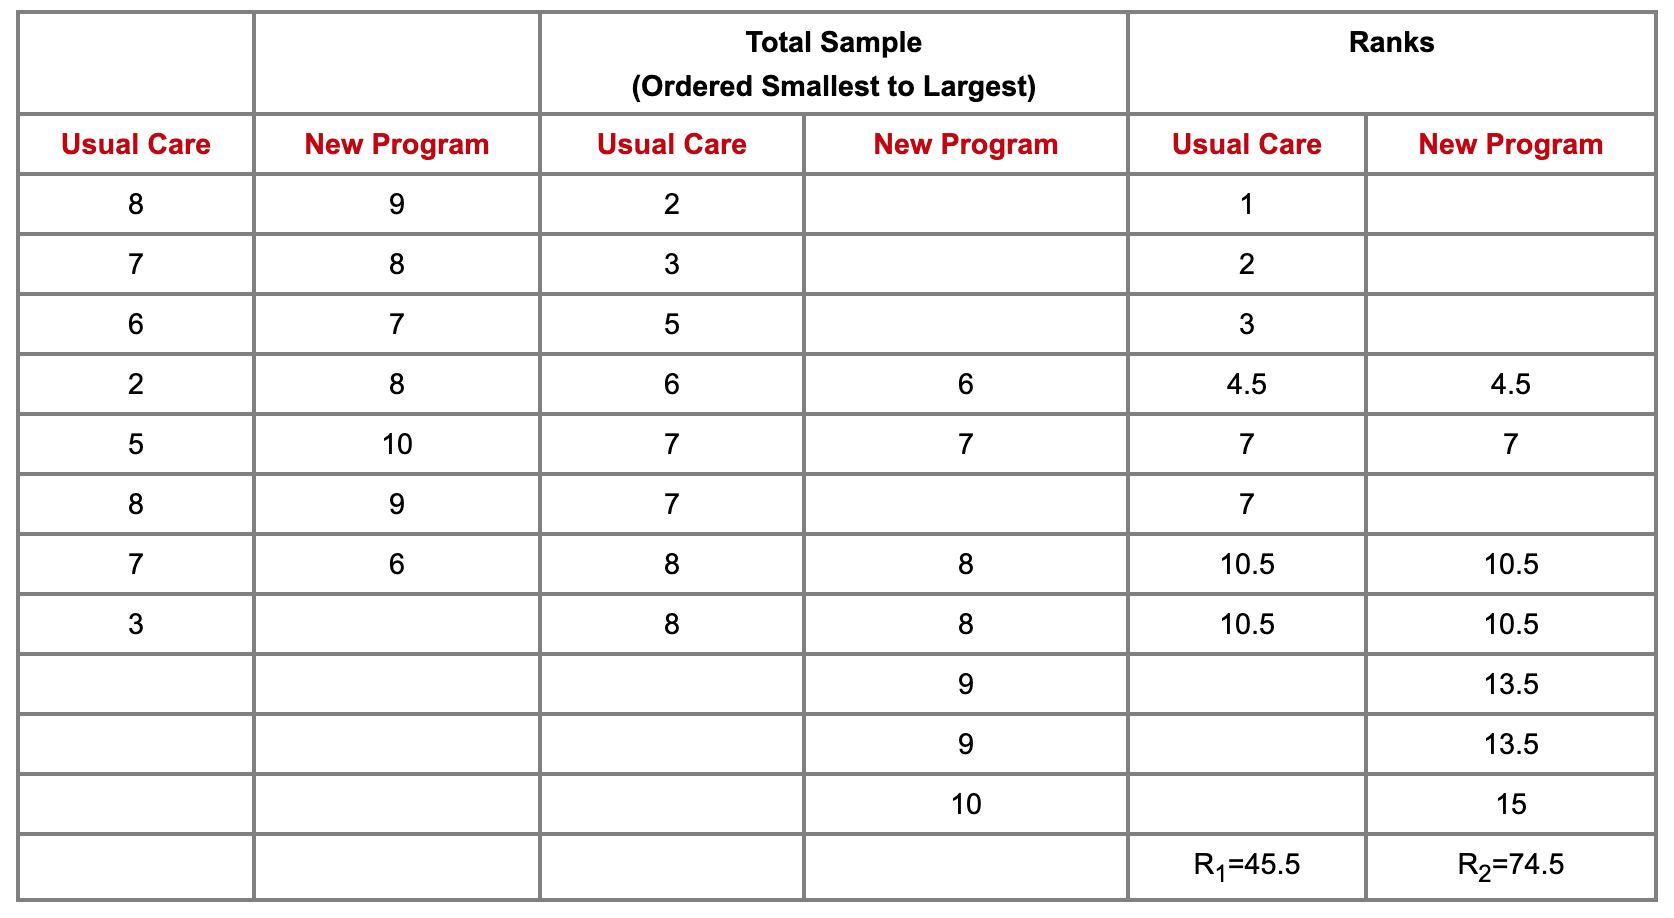 Total Sample Ranks
(Ordered Smallest to Largest)
Usual Care New Program Usual Care New Program Usual Care New Program
8 9 2 1
7 8 3 2
6 7 5 3
2 8 6 6 4.5 4.5
5 10 7 7 7 7
8 9 7 7
7 6 8 8 10.5 10.5
3 8 8 10.5 10.5
9 13.5
9 13.5
10 15
R1=45.5 R2=74.5